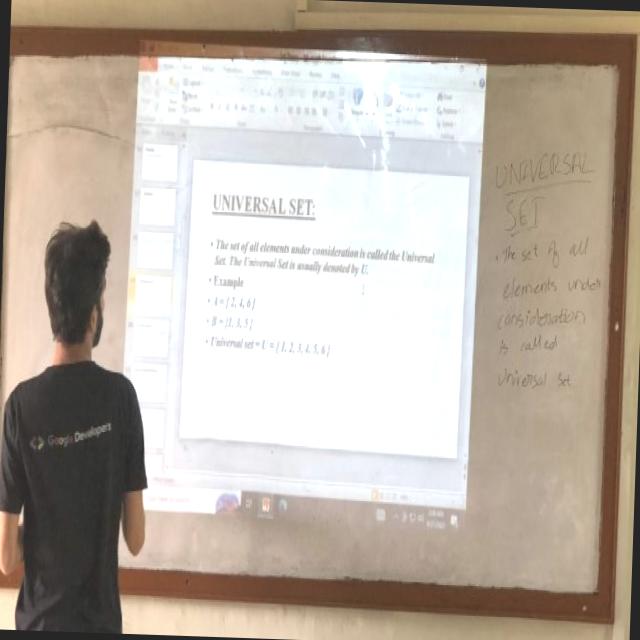 UNIVERSAL SET:
• The set of all elements under consideration is called the Universal
Set. The Universal Set is usually denoted by U.
• Example
• A = {2, 4, 6}
• B = {1, 3, 5}
• Universal set = U = {1, 2, 3, 4, 5, 6}
UNIVERSAL
SET
• The set of all
elements under
consideration
is called
universal set
Google Developers